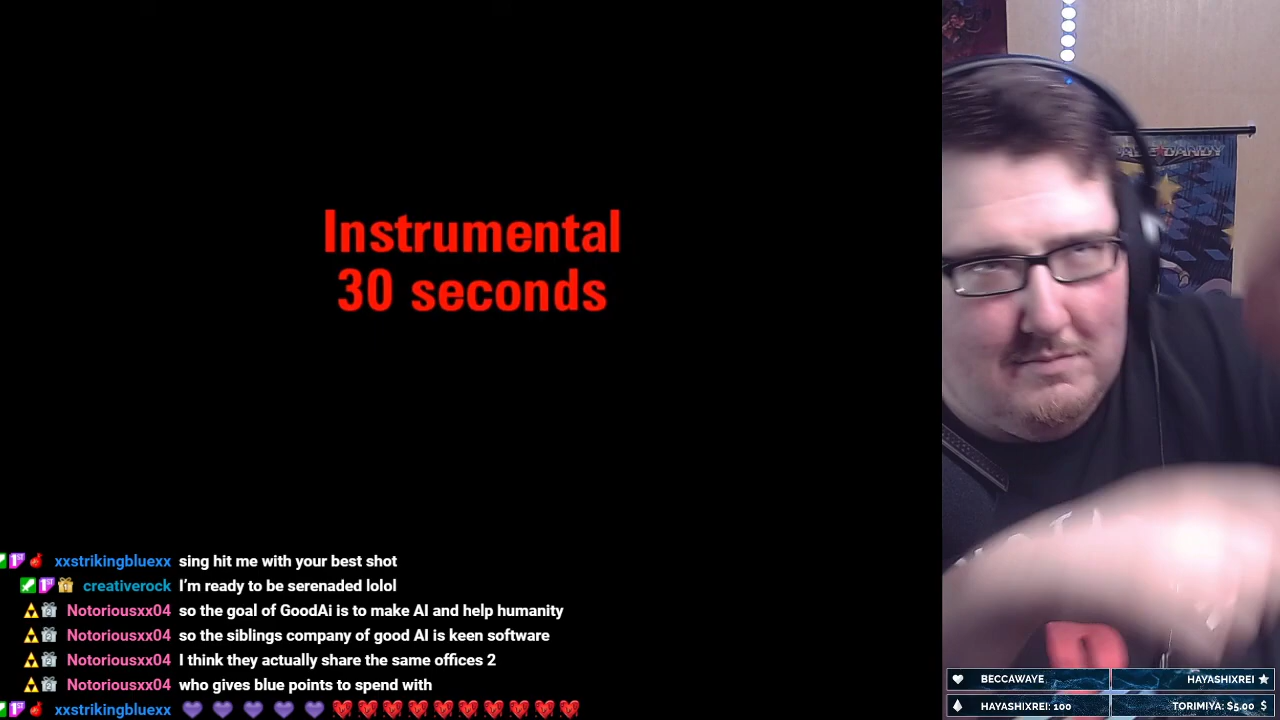 Instrumental
30 seconds
DANDY
xxstrikingbluexx sing hit me with your best shot
creativerock I'm ready to be serenaded lolol
Notoriousxx04 so the goal of GoodAi is to make AI and help humanity
Notoriousxx04 so the siblings company of good AI is keen software
Notoriousxx04 I think they actually share the same offices 2
Notoriousxx04 who gives blue points to spend with
xxstrikingbluexx
BECCAWAYE
HAYASHIXREI
HAYASHIXREI: 100
TORIMIYA: $5.00